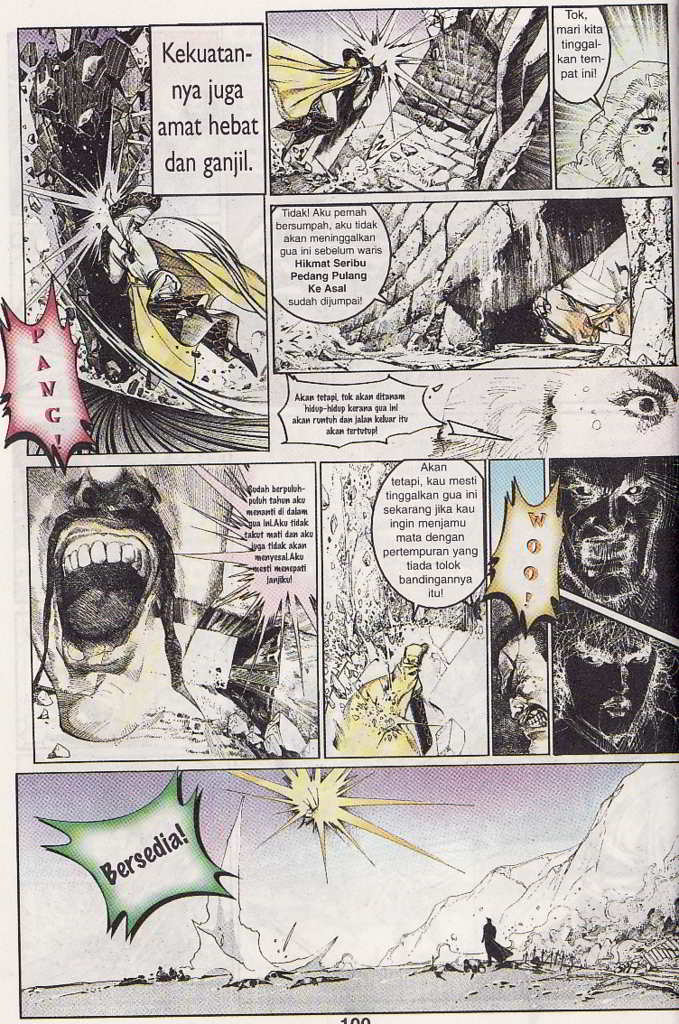 Kekuatan-
nya juga
amat hebat
dan ganjil.
Tok,
mari kita
tinggal-
kan tem-
pat ini!
PANG!
Tidak! Aku pernah
bersumpah, aku tidak
akan meninggalkan
gua ini sebelum waris
Hikmat Seribu
Pedang Pulang
Ke Asal
sudah dijumpai!
Akan tetapi, tok akan ditanam
hidup-hidup kerana gua ini
akan runtuh dan jalan keluar itu
akan tertutup!
Sudah berpuluh-
puluh tahun aku
menanti di dalam
gua ini.Aku tidak
takut mati dan aku
juga tidak akan
menyesal.Aku
mesti menepati
janjiku!
Akan
tetapi, kau mesti
tinggalkan gua ini
sekarang jika kau
ingin menjamu
mata dengan
pertempuran yang
tiada tolok
bandingannya
itu!
WOO!
Bersedia!
100